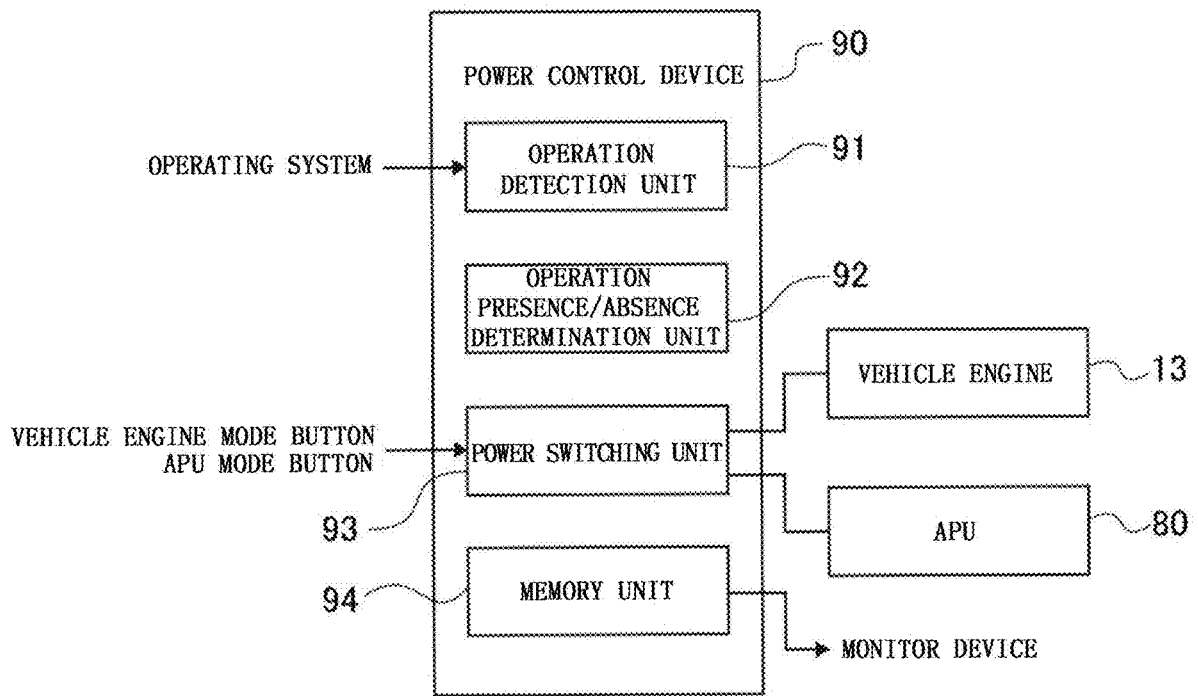 90
POWER CONTROL DEVICE
OPERATING SYSTEM
OPERATION
DETECTION UNIT
91
OPERATION
PRESENCE/ABSENCE
DETERMINATION UNIT
92
VEHICLE ENGINE
13
VEHICLE ENGINE MODE BUTTON
APU MODE BUTTON
POWER SWITCHING UNIT
93
APU
80
MEMORY UNIT
94
MONITOR DEVICE